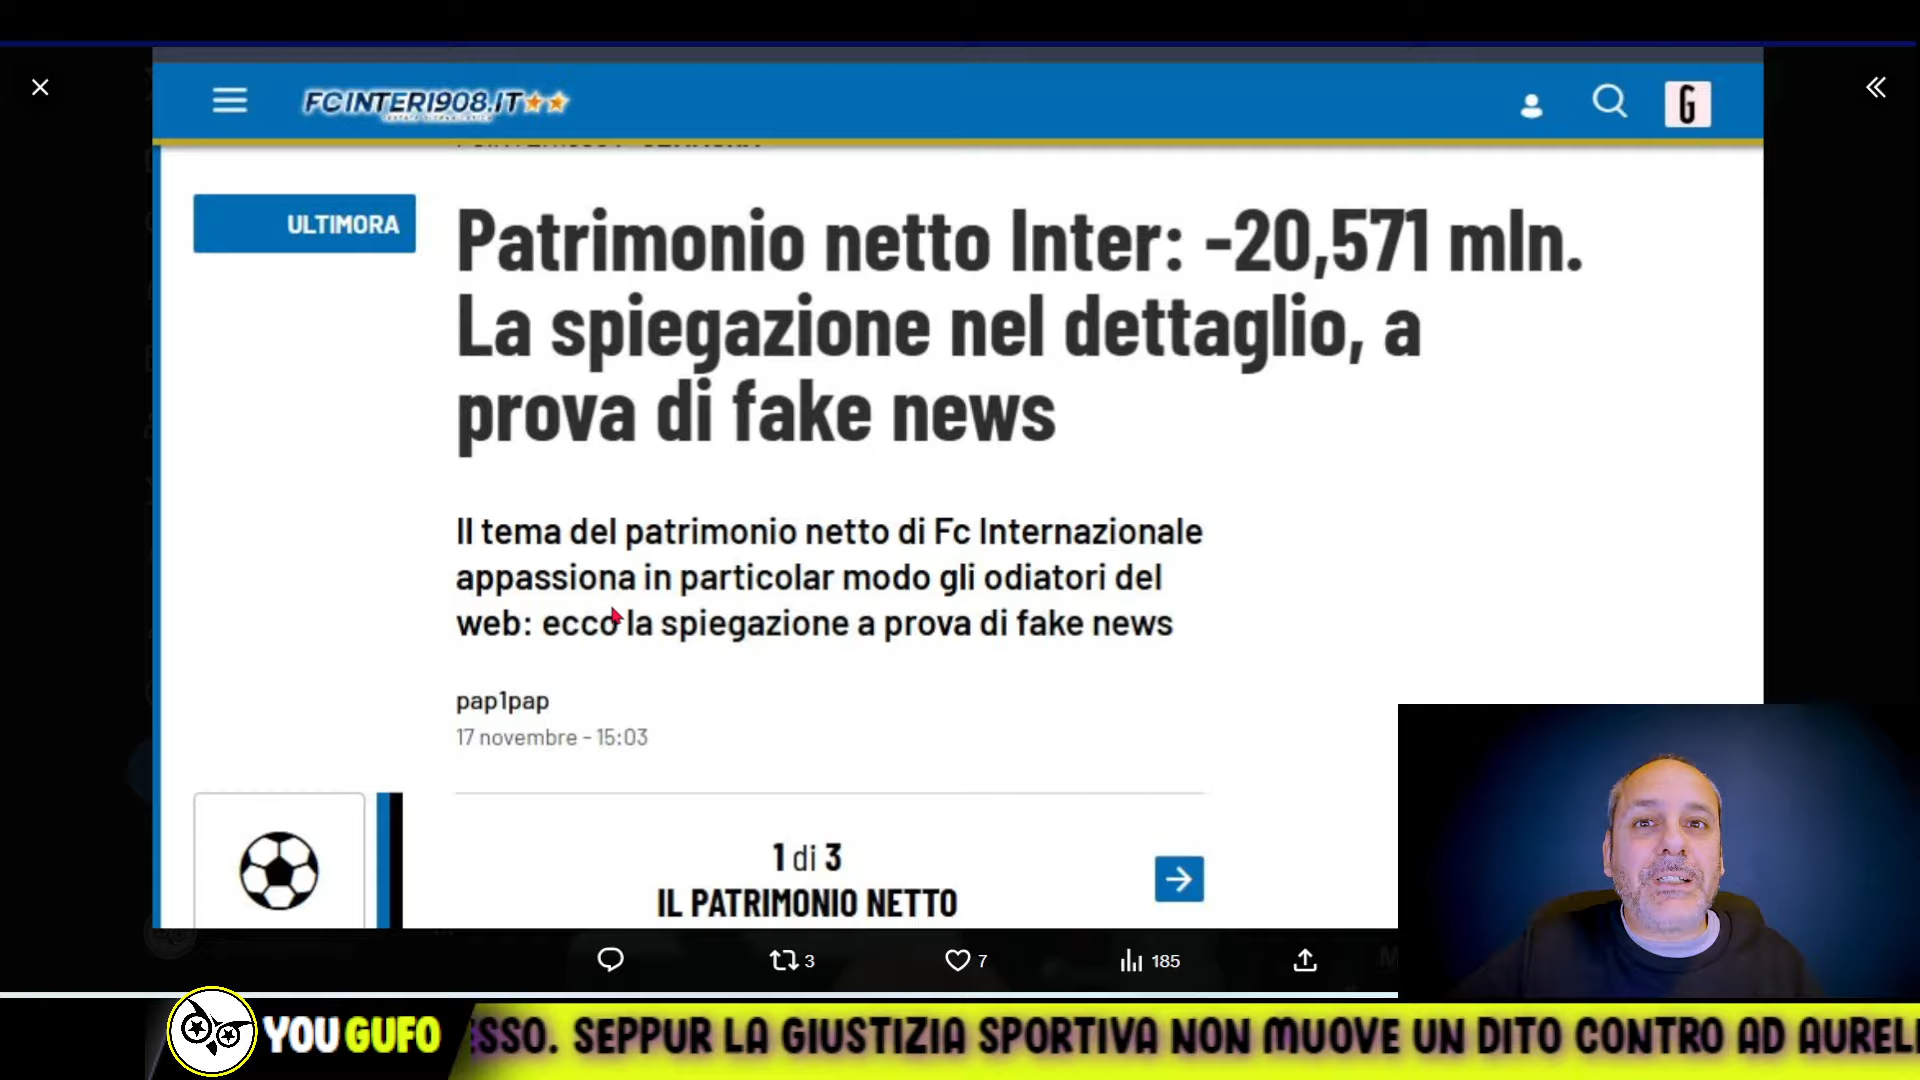 FCINTER1908.IT
G
ULTIMORA
Patrimonio netto Inter: -20,571 mln.
La spiegazione nel dettaglio, a
prova di fake news
Il tema del patrimonio netto di Fc Internazionale
appassiona in particolar modo gli odiatori del
web: ecco la spiegazione a prova di fake news
pap1pap
17 novembre - 15:03
1 di 3
IL PATRIMONIO NETTO
3
7
185
YOU GUFO
ESSO. SEPPUR LA GIUSTIZIA SPORTIVA NON MUOVE UN DITO CONTRO AD AURELI